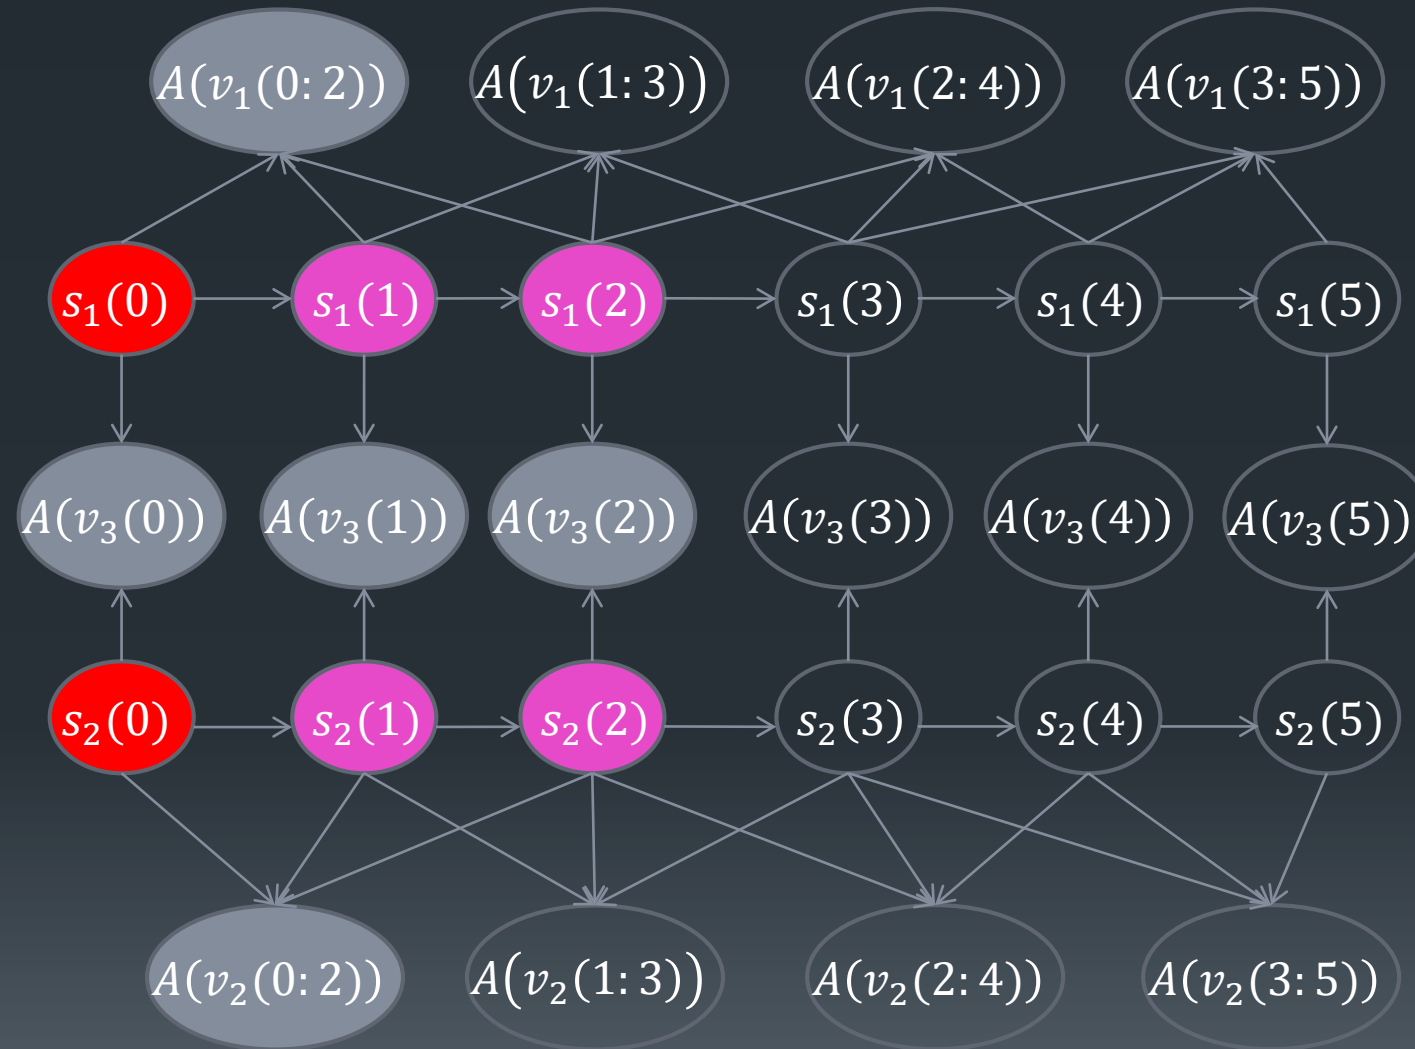 A(v₁(0:2)) A(v₁(1:3)) A(v₁(2:4)) A(v₁(3:5))
s₁(0) s₁(1) s₁(2) s₁(3) s₁(4) s₁(5)
A(v₃(0)) A(v₃(1)) A(v₃(2)) A(v₃(3)) A(v₃(4)) A(v₃(5))
s₂(0) s₂(1) s₂(2) s₂(3) s₂(4) s₂(5)
A(v₂(0:2)) A(v₂(1:3)) A(v₂(2:4)) A(v₂(3:5))